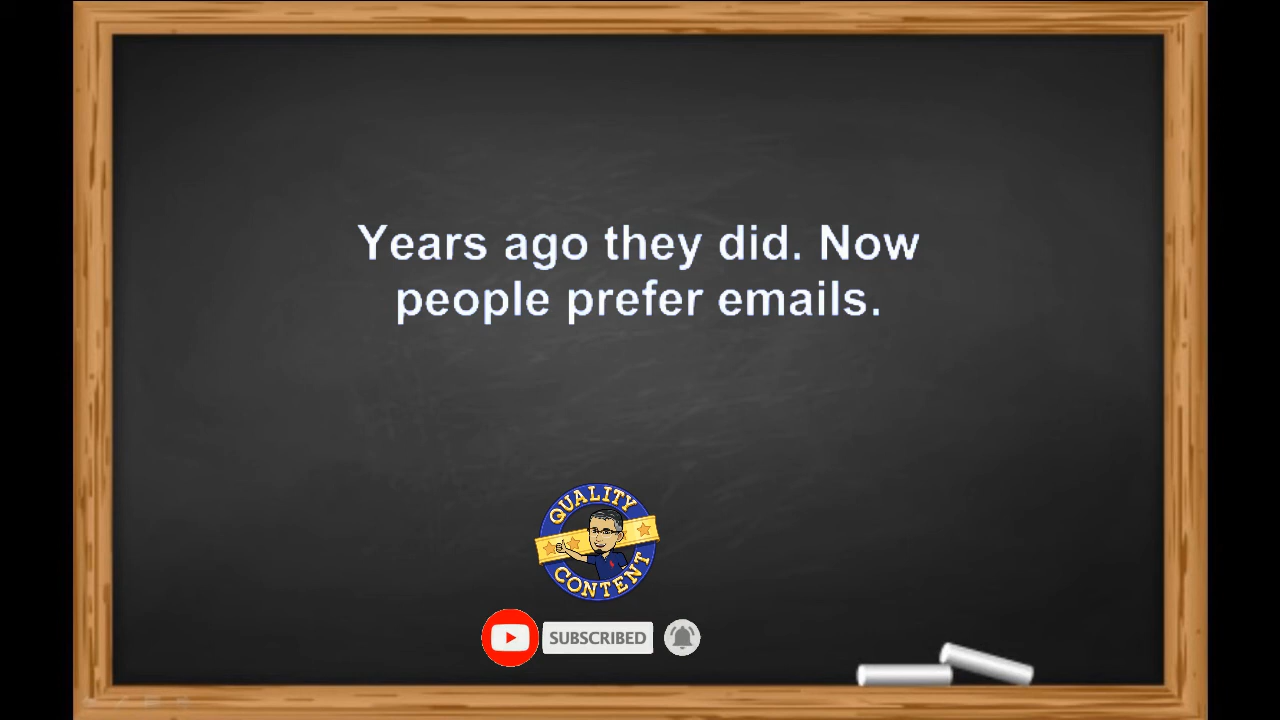 Years ago they did. Now
people prefer emails.
QUALITY
CONTENT
SUBSCRIBED